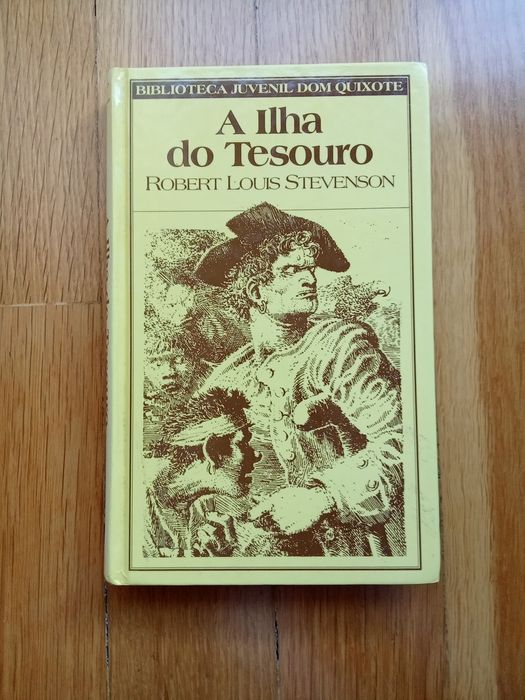 BIBLIOTECA JUVENIL DOM QUIXOTE
A Ilha
do Tesouro
ROBERT LOUIS STEVENSON